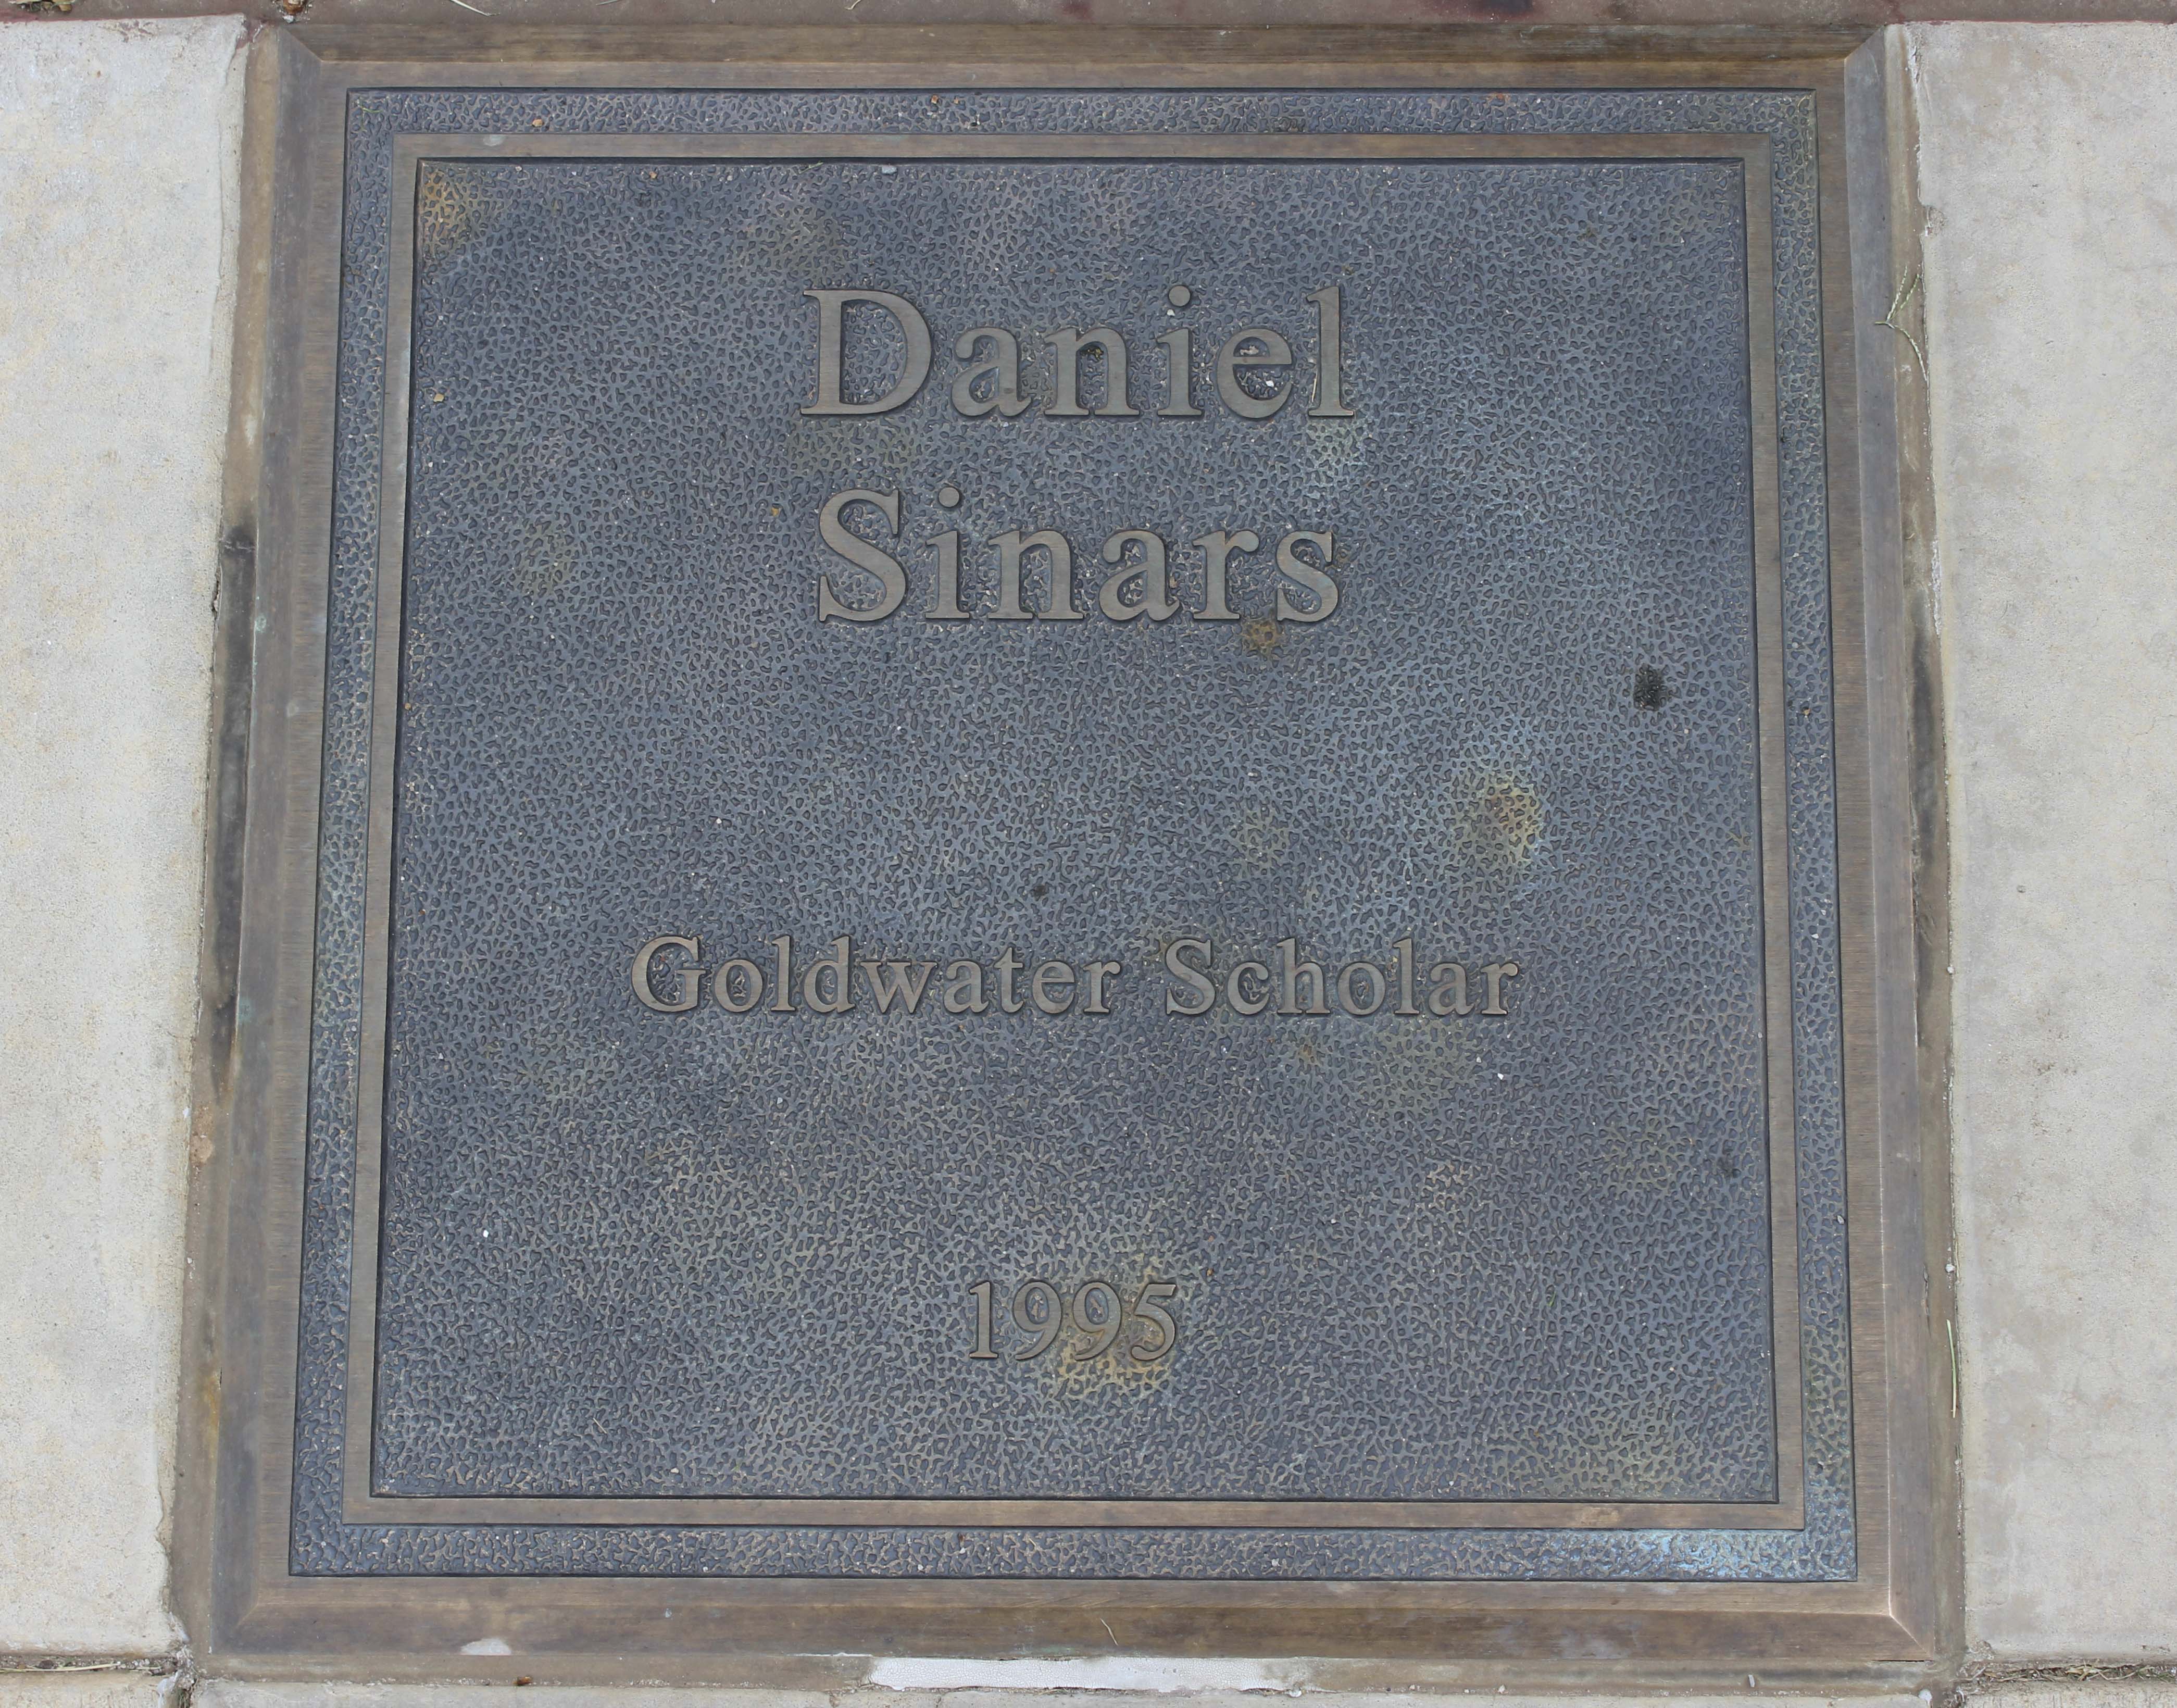 Daniel
Sinars
Goldwater Scholar
1995